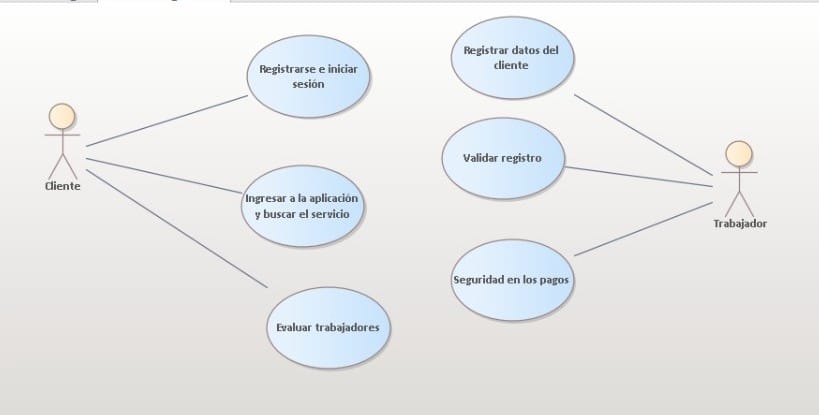 Registrarse e iniciar
sesión
Registrar datos del
cliente
Validar registro
Cliente
Ingresar a la aplicación
y buscar el servicio
Trabajador
Seguridad en los pagos
Evaluar trabajadores